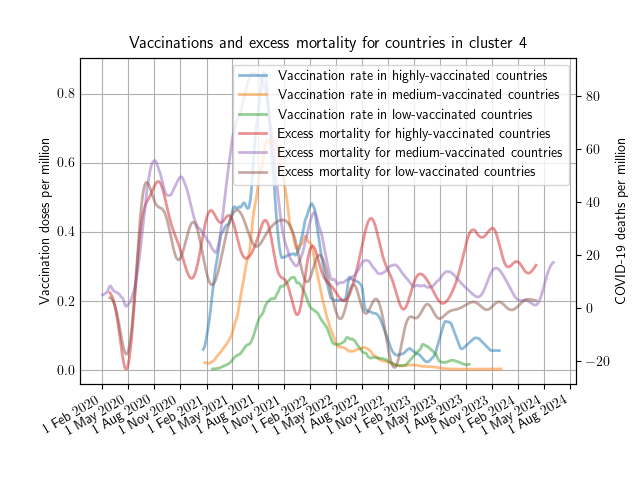 Vaccinations and excess mortality for countries in cluster 4
Vaccination rate in highly-vaccinated countries
Vaccination rate in medium-vaccinated countries
Vaccination rate in low-vaccinated countries
Excess mortality for highly-vaccinated countries
Excess mortality for medium-vaccinated countries
Excess mortality for low-vaccinated countries
Vaccination doses per million
0.8
0.6
0.4
0.2
0.0
COVID-19 deaths per million
80
60
40
20
0
−20
1 Feb 2020
1 May 2020
1 Aug 2020
1 Nov 2020
1 Feb 2021
1 May 2021
1 Aug 2021
1 Nov 2021
1 Feb 2022
1 May 2022
1 Aug 2022
1 Nov 2022
1 Feb 2023
1 May 2023
1 Aug 2023
1 Nov 2023
1 Feb 2024
1 May 2024
1 Aug 2024